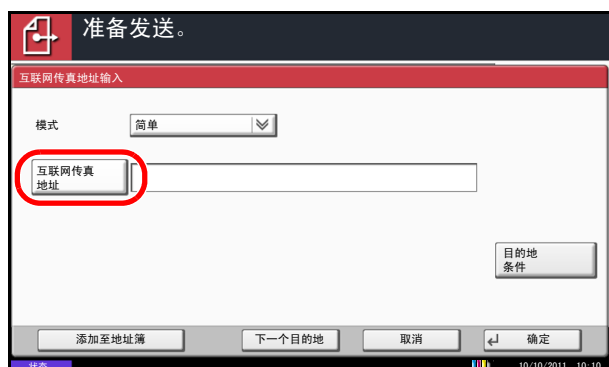 准备发送。
互联网传真地址输入
模式
简单
互联网传真
地址
目的地
条件
添加至地址簿
下一个目的地
取消
确定
状态
10/10/2011 10:10